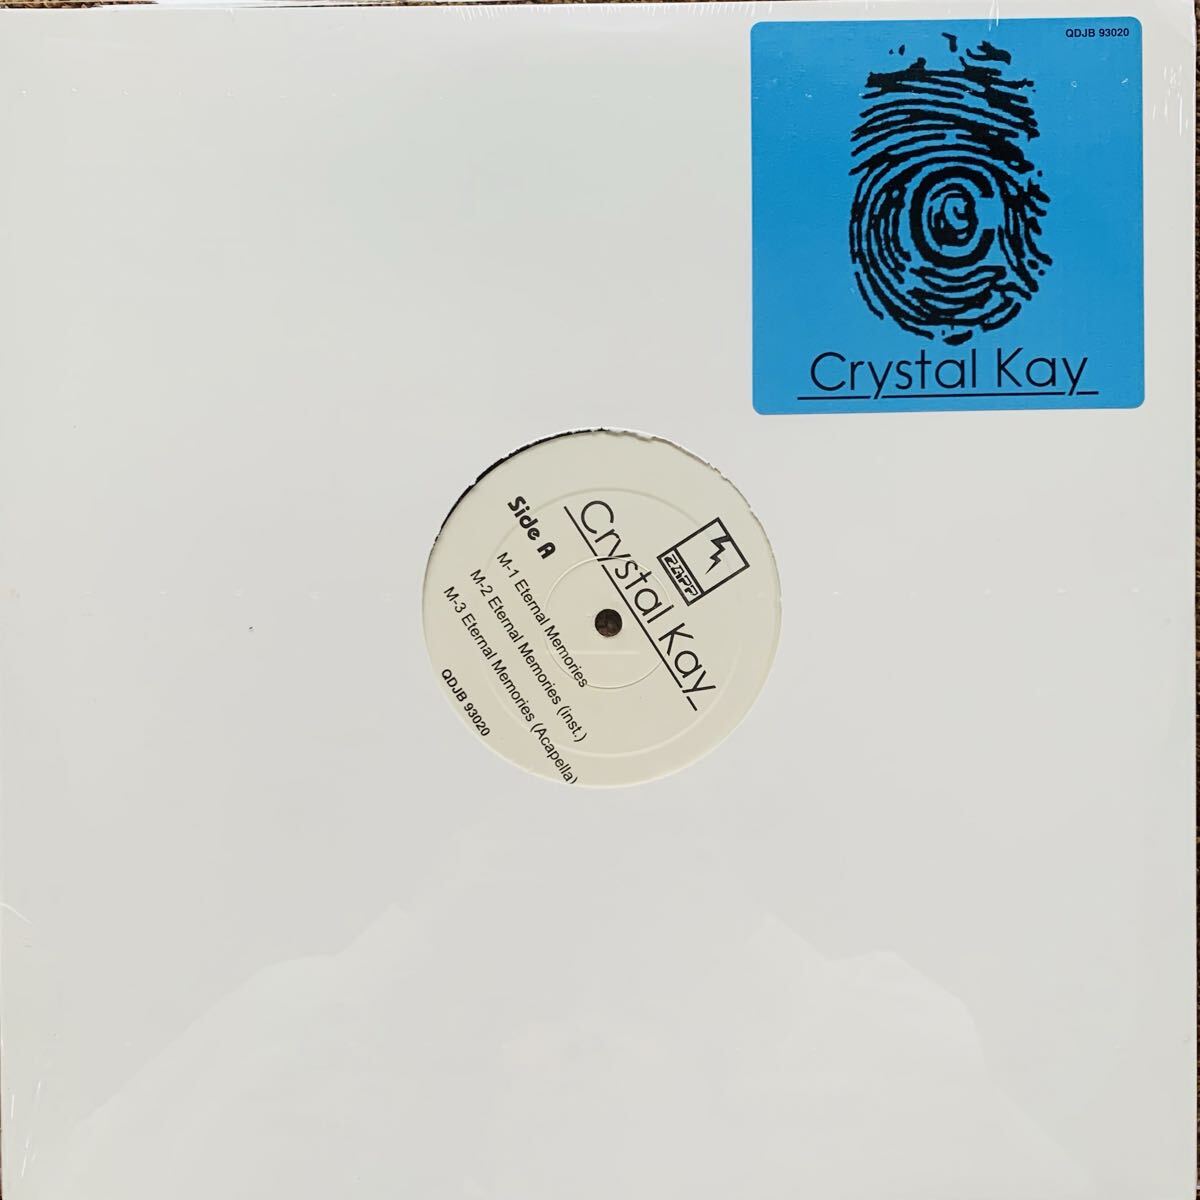 QDJB 93020
Crystal Kay
ZAPP
Crystal Kay
Side A
M-1 Eternal Memories
M-2 Eternal Memories (inst.)
M-3 Eternal Memories (Acapella)
QDJB 93020